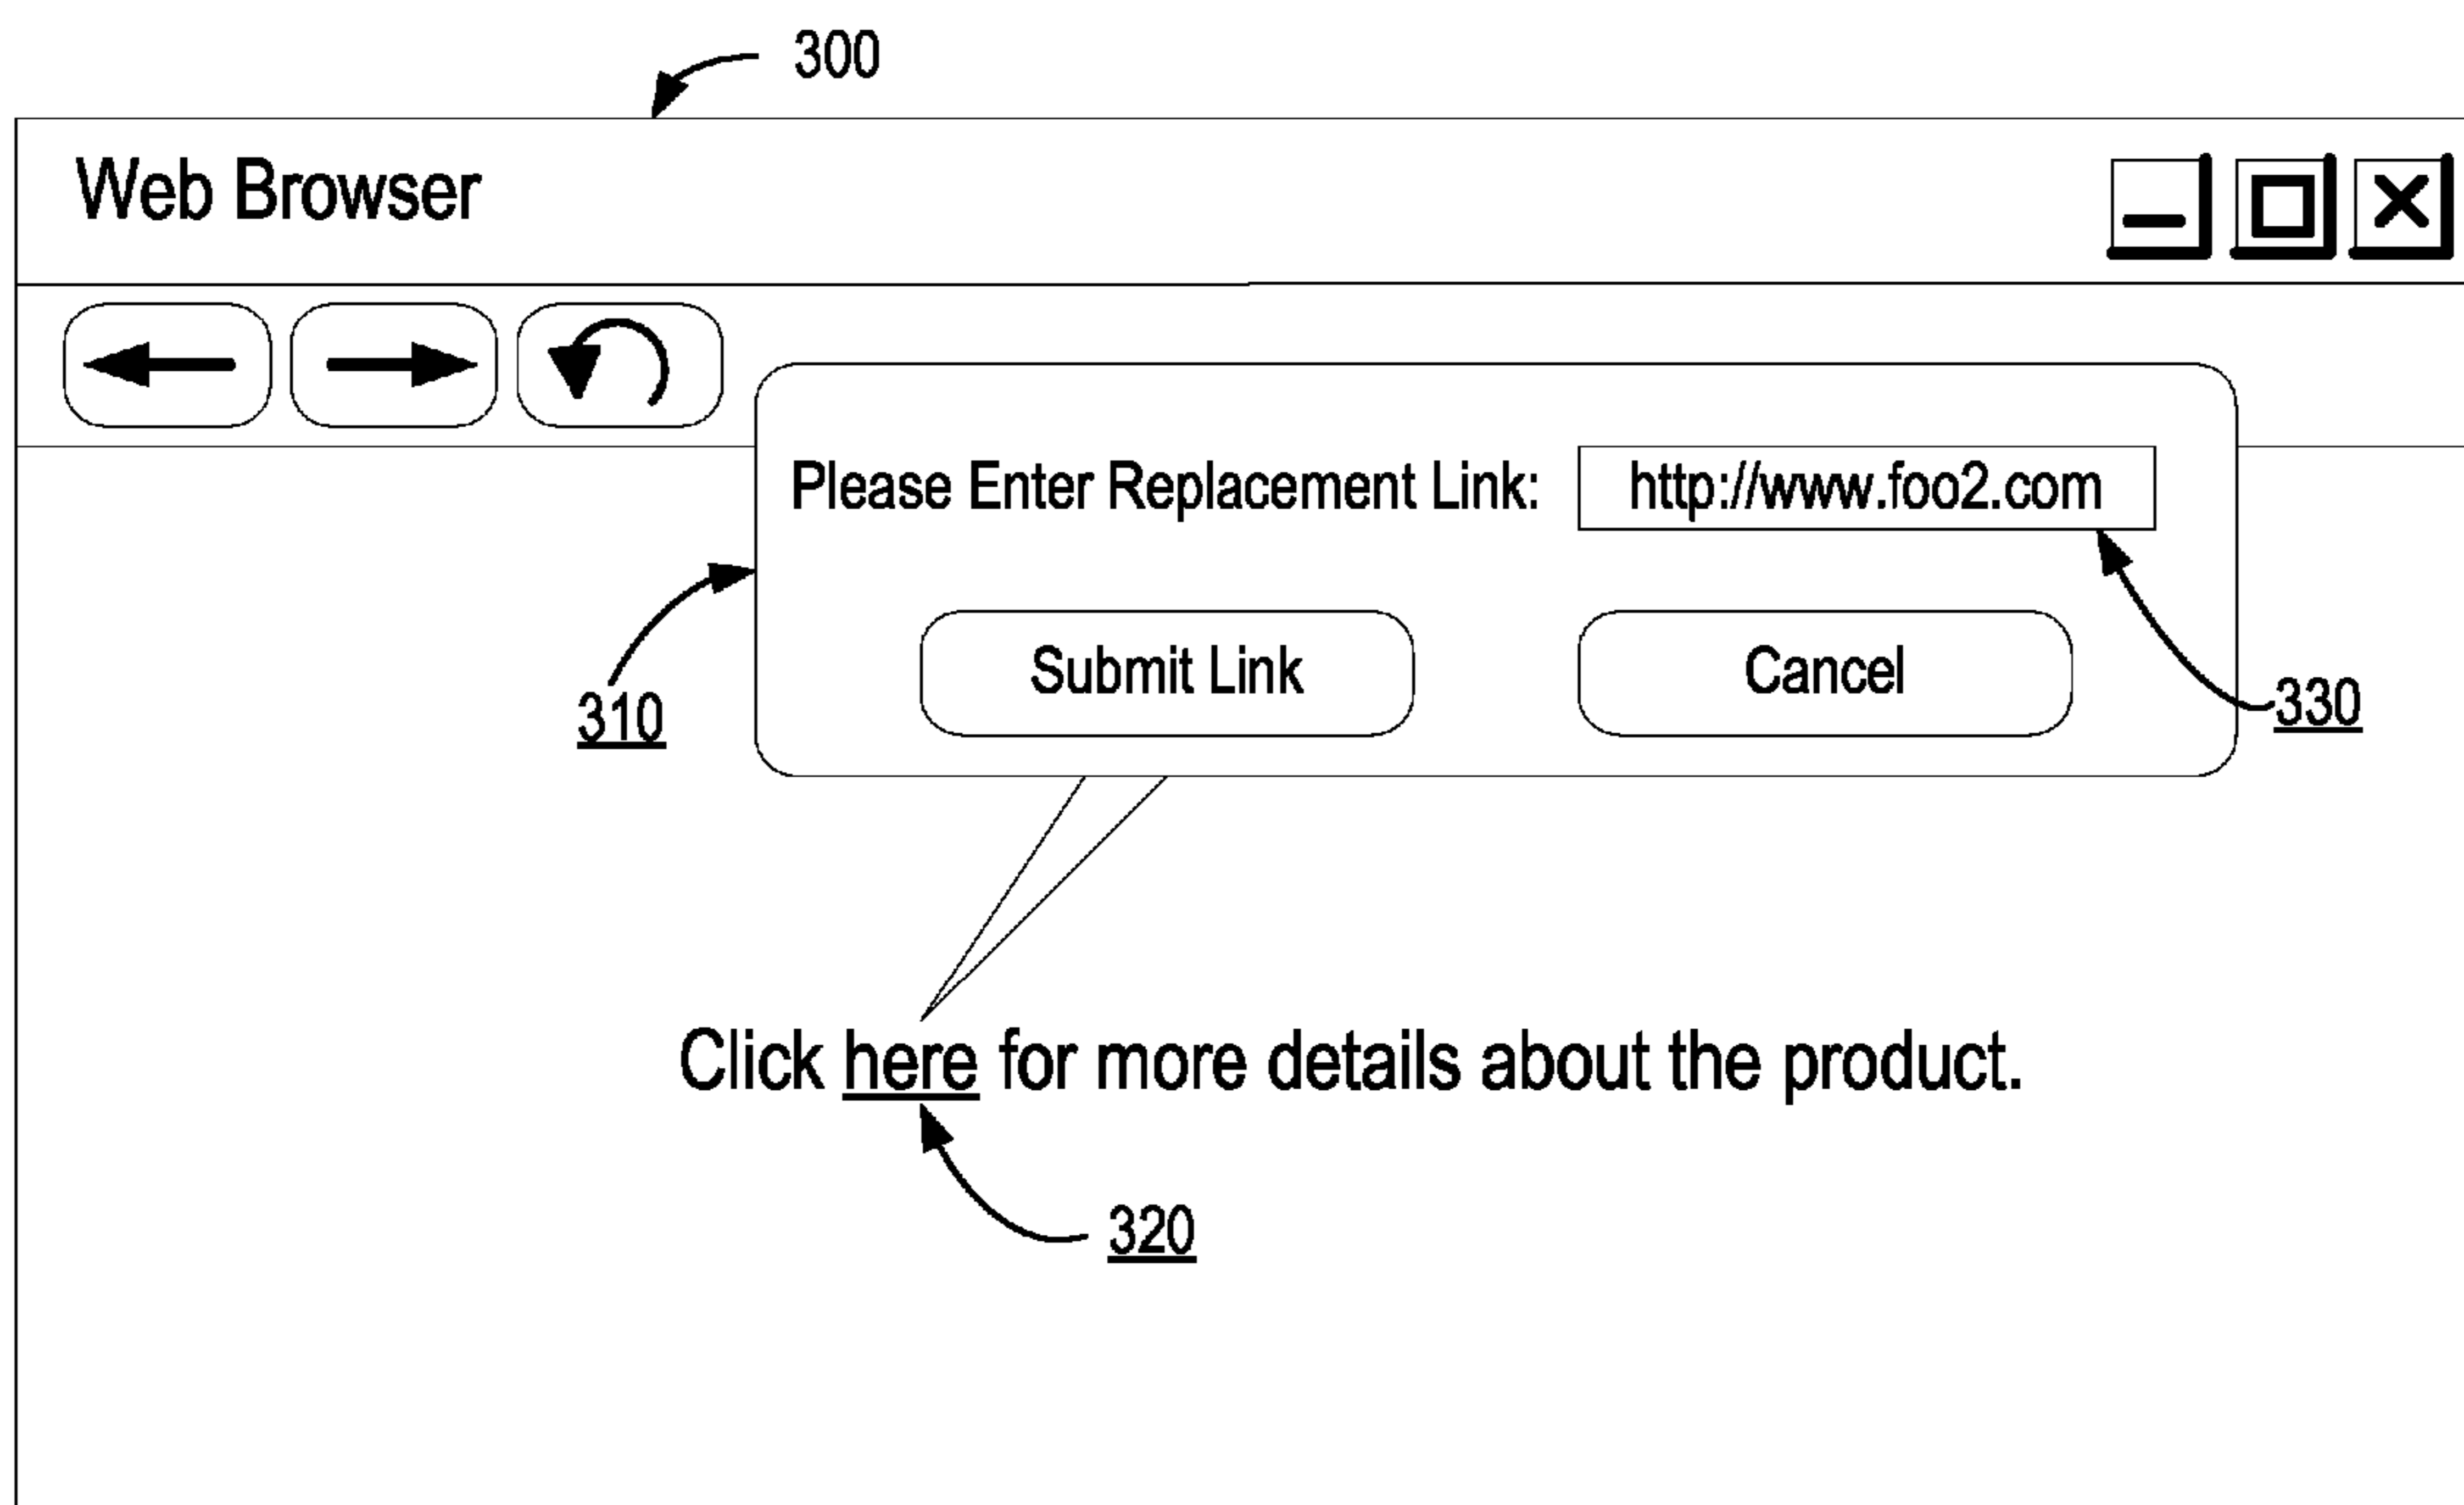 300
Web Browser
Please Enter Replacement Link: http://www.foo2.com
Submit Link Cancel
310
330
Click here for more details about the product.
320